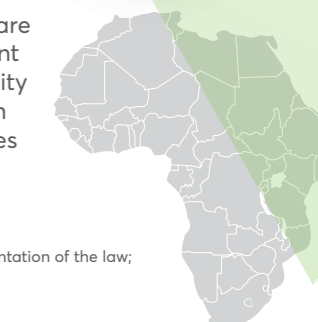 are
nt
ity
n
es
ntation of the law;